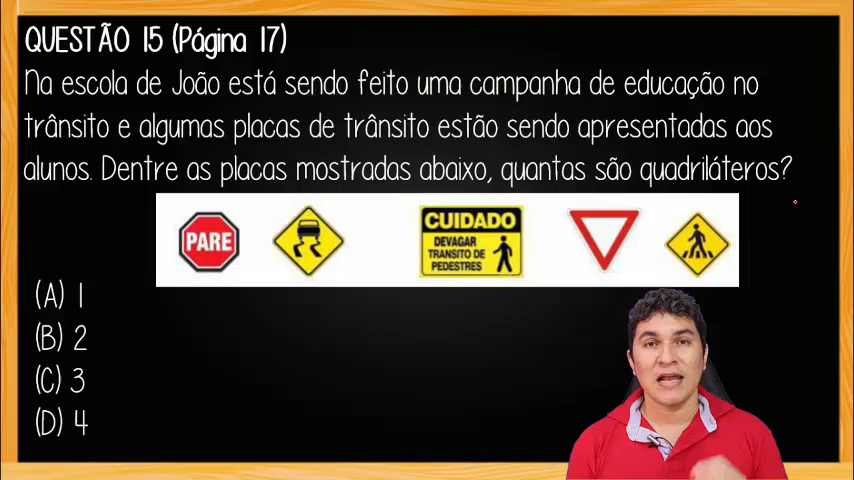 QUESTÃO 15 (Página 17)
Na escola de João está sendo feito uma campanha de educação no
trânsito e algumas placas de trânsito estão sendo apresentadas aos
alunos. Dentre as placas mostradas abaixo, quantas são quadriláteros?
PARE
CUIDADO
DEVAGAR
TRANSITO DE
PEDESTRES
(A) 1
(B) 2
(C) 3
(D) 4